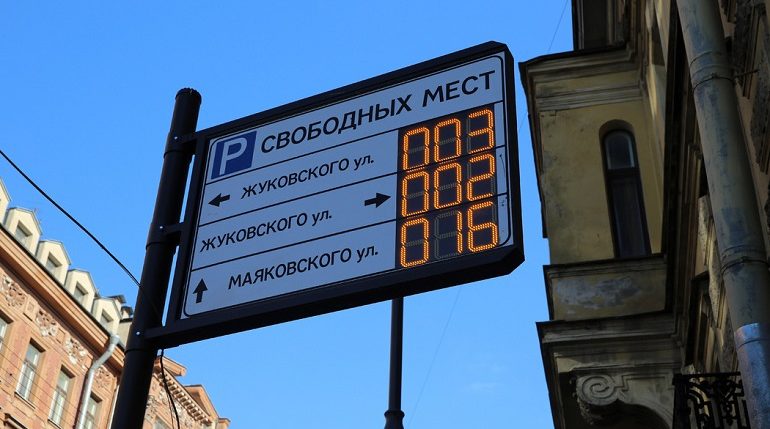 P СВОБОДНЫХ МЕСТ
← ЖУКОВСКОГО ул. 003
ЖУКОВСКОГО ул. → 002
↑ МАЯКОВСКОГО ул. 016